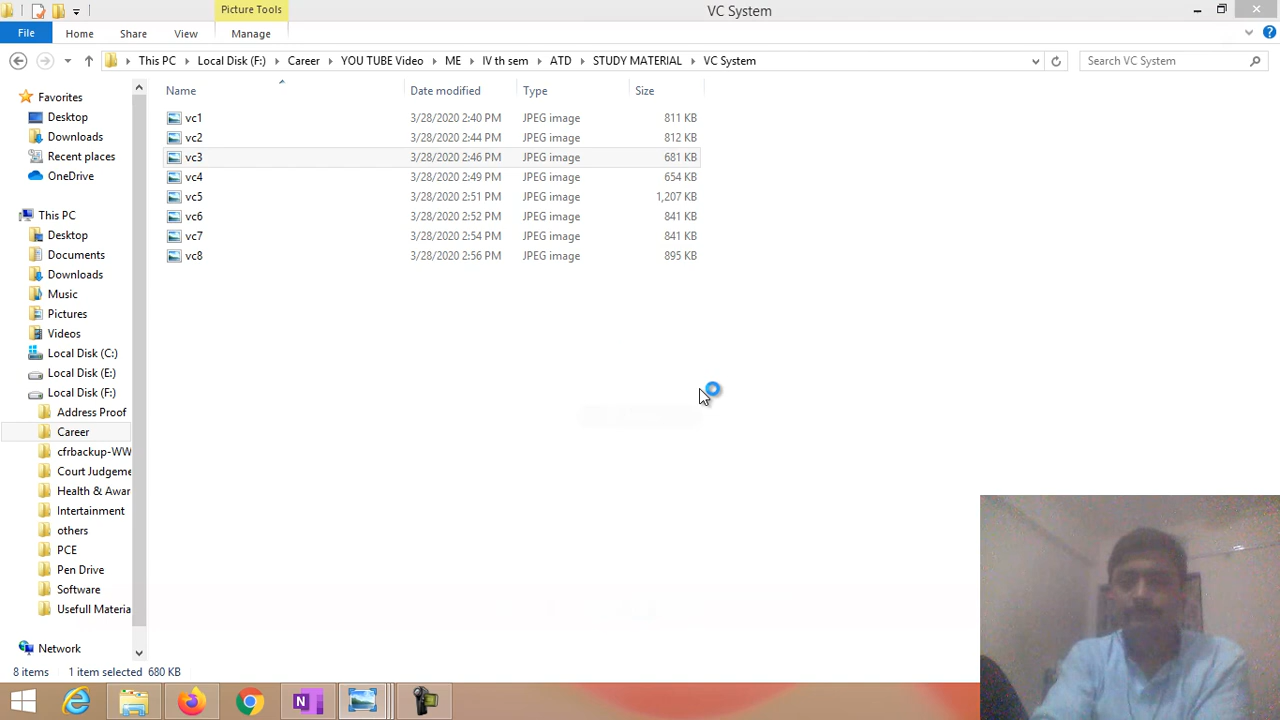 Picture Tools
VC System
File
Home
Share
View
Manage
This PC
Local Disk (F:)
Career
YOU TUBE Video
ME
IV th sem
ATD
STUDY MATERIAL
VC System
Search VC System
Name
Date modified
Type
Size
vc1 3/28/2020 2:40 PM JPEG image 811 KB
vc2 3/28/2020 2:44 PM JPEG image 812 KB
vc3 3/28/2020 2:46 PM JPEG image 681 KB
vc4 3/28/2020 2:49 PM JPEG image 654 KB
vc5 3/28/2020 2:51 PM JPEG image 1,207 KB
vc6 3/28/2020 2:52 PM JPEG image 841 KB
vc7 3/28/2020 2:54 PM JPEG image 841 KB
vc8 3/28/2020 2:56 PM JPEG image 895 KB
Favorites
Desktop
Downloads
Recent places
OneDrive
This PC
Desktop
Documents
Downloads
Music
Pictures
Videos
Local Disk (C:)
Local Disk (E:)
Local Disk (F:)
Address Proof
Career
cfrbackup-WW
Court Judgeme
Health & Awar
Intertainment
others
PCE
Pen Drive
Software
Usefull Materia
Network
8 items 1 item selected 680 KB